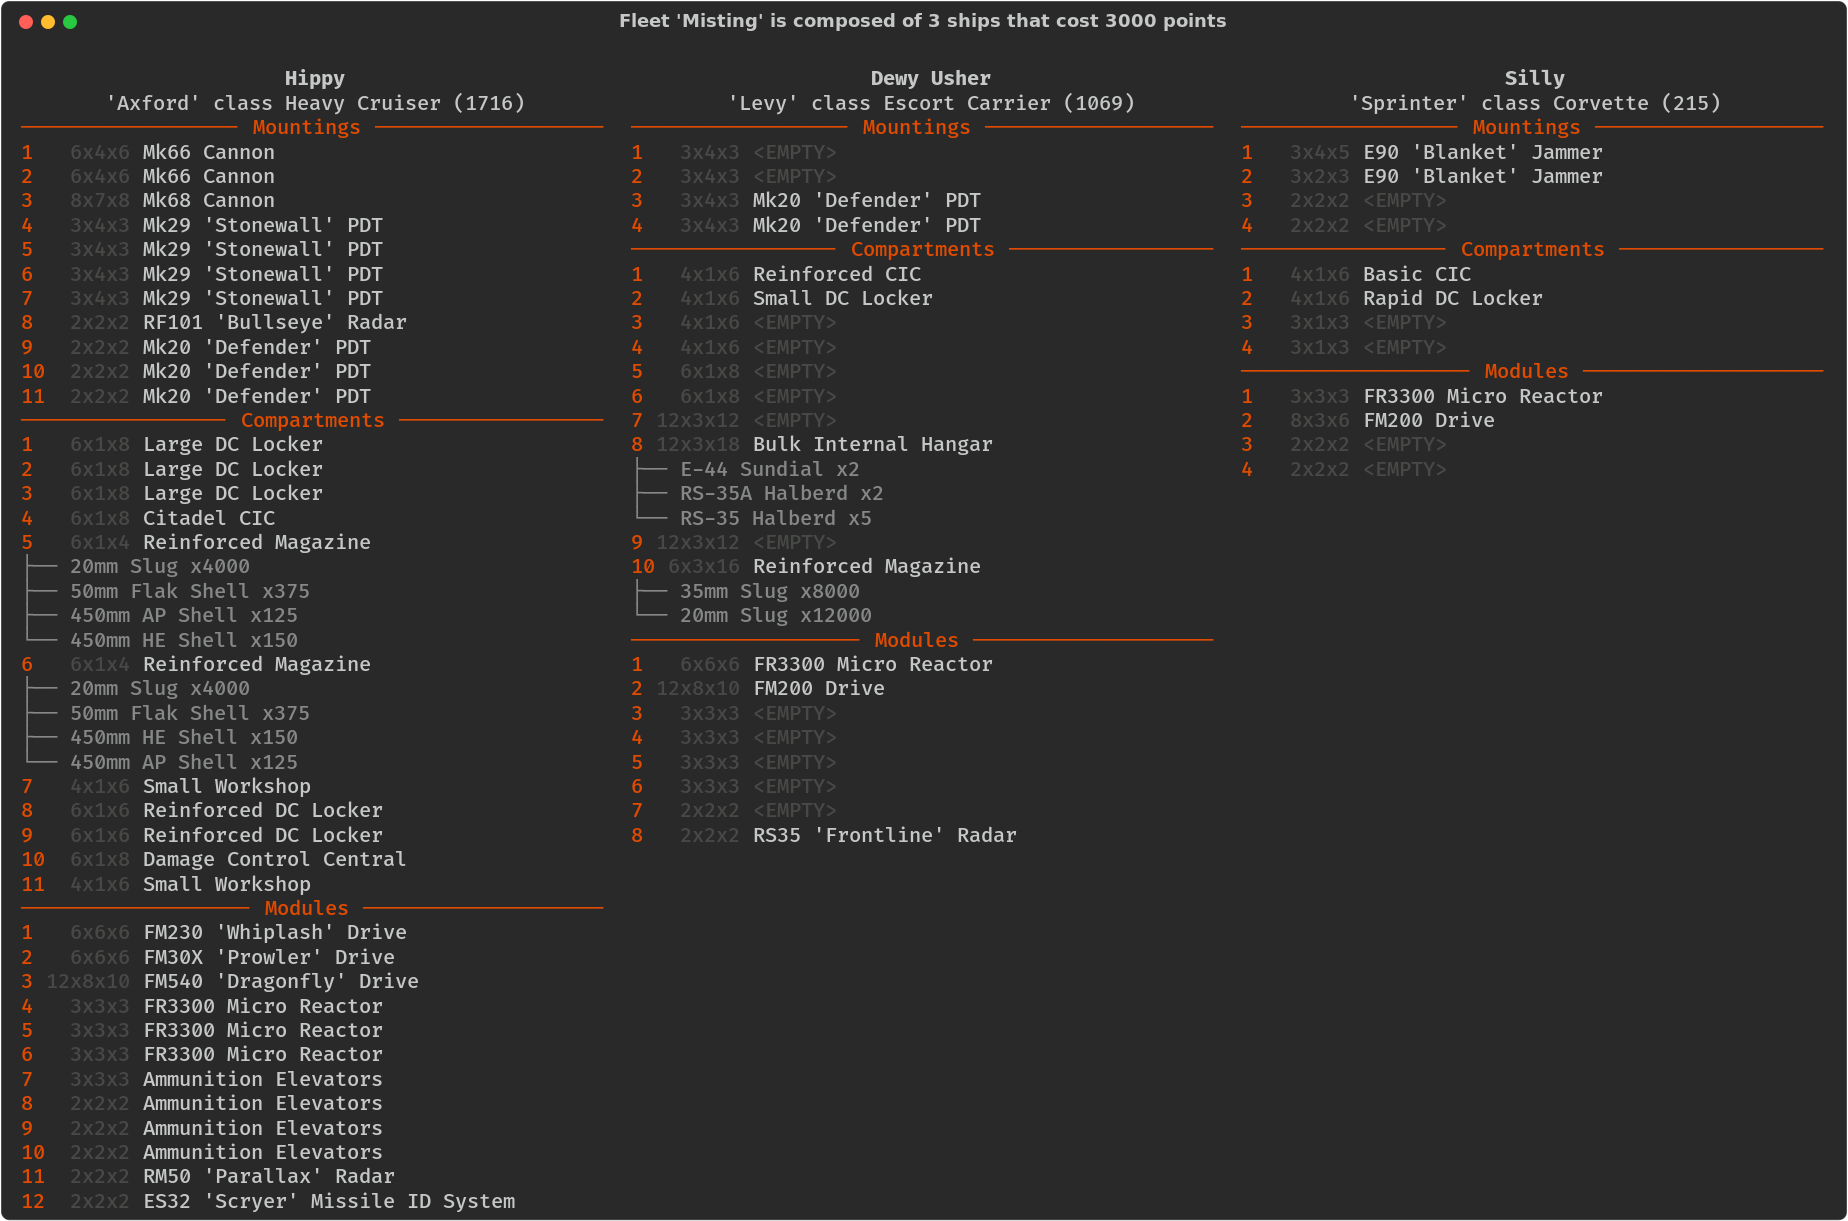 Fleet 'Misting' is composed of 3 ships that cost 3000 points
Hippy
'Axford' class Heavy Cruiser (1716)
Mountings
1 6x4x6 Mk66 Cannon
2 6x4x6 Mk66 Cannon
3 8x7x8 Mk68 Cannon
4 3x4x3 Mk29 'Stonewall' PDT
5 3x4x3 Mk29 'Stonewall' PDT
6 3x4x3 Mk29 'Stonewall' PDT
7 3x4x3 Mk29 'Stonewall' PDT
8 2x2x2 RF101 'Bullseye' Radar
9 2x2x2 Mk20 'Defender' PDT
10 2x2x2 Mk20 'Defender' PDT
11 2x2x2 Mk20 'Defender' PDT
Compartments
1 6x1x8 Large DC Locker
2 6x1x8 Large DC Locker
3 6x1x8 Large DC Locker
4 6x1x8 Citadel CIC
5 6x1x4 Reinforced Magazine
20mm Slug x4000
50mm Flak Shell x375
450mm AP Shell x125
450mm HE Shell x150
6 6x1x4 Reinforced Magazine
20mm Slug x4000
50mm Flak Shell x375
450mm HE Shell x150
450mm AP Shell x125
7 4x1x6 Small Workshop
8 6x1x6 Reinforced DC Locker
9 6x1x6 Reinforced DC Locker
10 6x1x8 Damage Control Central
11 4x1x6 Small Workshop
Modules
1 6x6x6 FM230 'Whiplash' Drive
2 6x6x6 FM30X 'Prowler' Drive
3 12x8x10 FM540 'Dragonfly' Drive
4 3x3x3 FR3300 Micro Reactor
5 3x3x3 FR3300 Micro Reactor
6 3x3x3 FR3300 Micro Reactor
7 3x3x3 Ammunition Elevators
8 2x2x2 Ammunition Elevators
9 2x2x2 Ammunition Elevators
10 2x2x2 Ammunition Elevators
11 2x2x2 RM50 'Parallax' Radar
12 2x2x2 ES32 'Scryer' Missile ID System
Dewy Usher
'Levy' class Escort Carrier (1069)
Mountings
1 3x4x3 <EMPTY>
2 3x4x3 <EMPTY>
3 3x4x3 Mk20 'Defender' PDT
4 3x4x3 Mk20 'Defender' PDT
Compartments
1 4x1x6 Reinforced CIC
2 4x1x6 Small DC Locker
3 4x1x6 <EMPTY>
4 4x1x6 <EMPTY>
5 6x1x8 <EMPTY>
6 6x1x8 <EMPTY>
7 12x3x12 <EMPTY>
8 12x3x18 Bulk Internal Hangar
E-44 Sundial x2
RS-35A Halberd x2
RS-35 Halberd x5
9 12x3x12 <EMPTY>
10 6x3x16 Reinforced Magazine
35mm Slug x8000
20mm Slug x12000
Modules
1 6x6x6 FR3300 Micro Reactor
2 12x8x10 FM200 Drive
3 3x3x3 <EMPTY>
4 3x3x3 <EMPTY>
5 3x3x3 <EMPTY>
6 3x3x3 <EMPTY>
7 2x2x2 <EMPTY>
8 2x2x2 RS35 'Frontline' Radar
Silly
'Sprinter' class Corvette (215)
Mountings
1 3x4x5 E90 'Blanket' Jammer
2 3x2x3 E90 'Blanket' Jammer
3 2x2x2 <EMPTY>
4 2x2x2 <EMPTY>
Compartments
1 4x1x6 Basic CIC
2 4x1x6 Rapid DC Locker
3 3x1x3 <EMPTY>
4 3x1x3 <EMPTY>
Modules
1 3x3x3 FR3300 Micro Reactor
2 8x3x6 FM200 Drive
3 2x2x2 <EMPTY>
4 2x2x2 <EMPTY>